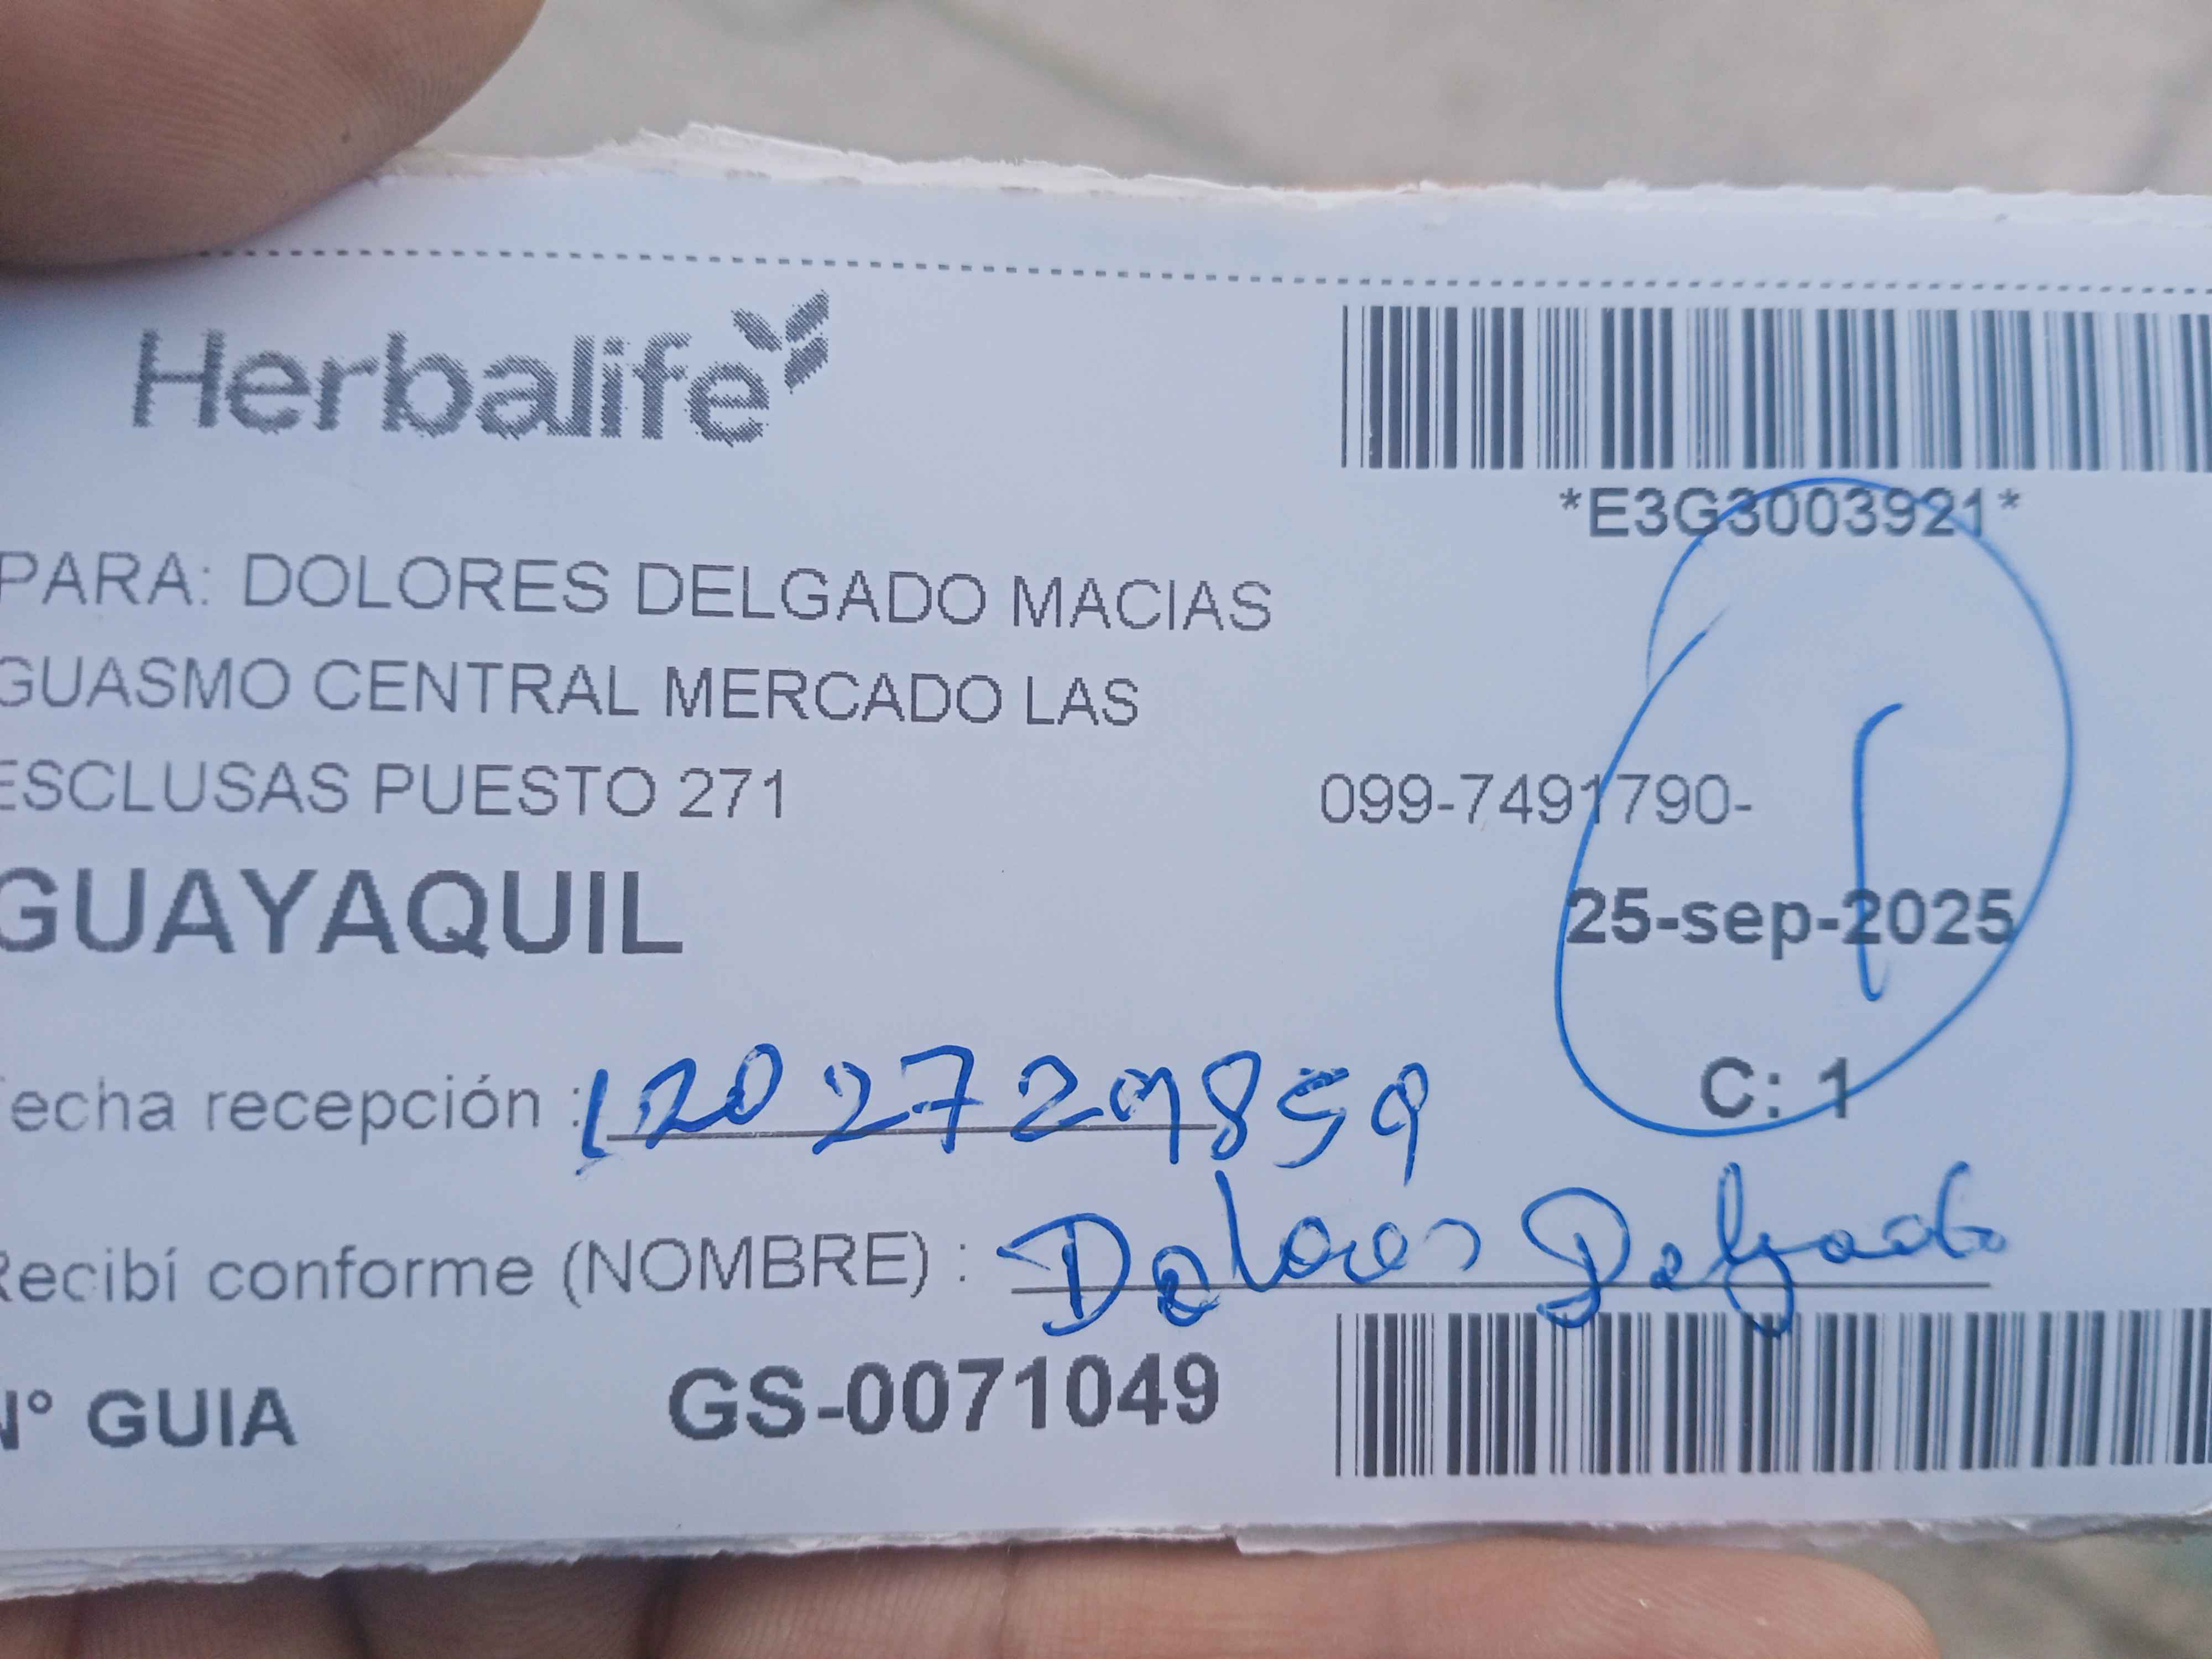 Herbalife
*E3G3003921*
PARA: DOLORES DELGADO MACIAS
GUASMO CENTRAL MERCADO LAS
ESCLUSAS PUESTO 271 099-7491790-
GUAYAQUIL 25-sep-2025
C: 1
echa recepción : 1202729859
Recibí conforme (NOMBRE) : Dolores Delgado
N° GUIA GS-0071049